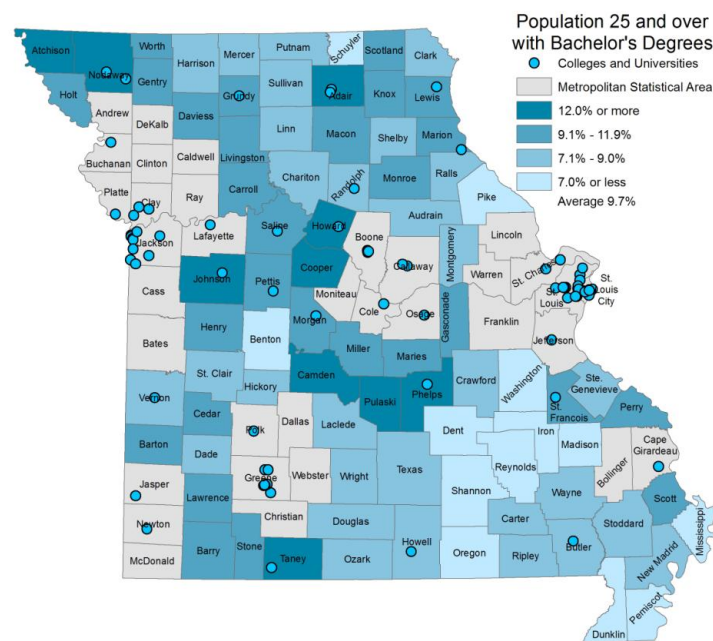 Population 25 and over
with Bachelor's Degrees
Colleges and Universities
Metropolitan Statistical Area
12.0% or more
9.1% - 11.9%
7.1% - 9.0%
7.0% or less
Average 9.7%
Atchison
Nodaway
Worth
Harrison
Mercer
Putnam
Schuyler
Scotland
Clark
Holt
Gentry
Sullivan
Adair
Knox
Lewis
Andrew
DeKalb
Daviess
Grundy
Linn
Macon
Shelby
Marion
Buchanan
Clinton
Caldwell
Livingston
Chariton
Randolph
Monroe
Ralls
Pike
Platte
Clay
Ray
Carroll
Audrain
Jackson
Lafayette
Saline
Howard
Boone
Callaway
Montgomery
Lincoln
Warren
St. Charles
St.
Louis
St.
Louis
City
Cass
Johnson
Pettis
Cooper
Moniteau
Cole
Osage
Gasconade
Franklin
Jefferson
Bates
Henry
Benton
Morgan
Miller
Maries
St. Clair
Hickory
Camden
Pulaski
Phelps
Crawford
Washington
St.
Francois
Ste.
Genevieve
Perry
Vernon
Cedar
Polk
Dallas
Laclede
Dent
Iron
Madison
Bollinger
Cape
Girardeau
Barton
Dade
Greene
Webster
Wright
Texas
Reynolds
Shannon
Wayne
Scott
Jasper
Lawrence
Christian
Douglas
Carter
Stoddard
Mississippi
Newton
Barry
Stone
Taney
Ozark
Howell
Oregon
Ripley
Butler
New Madrid
McDonald
Dunklin
Pemiscot